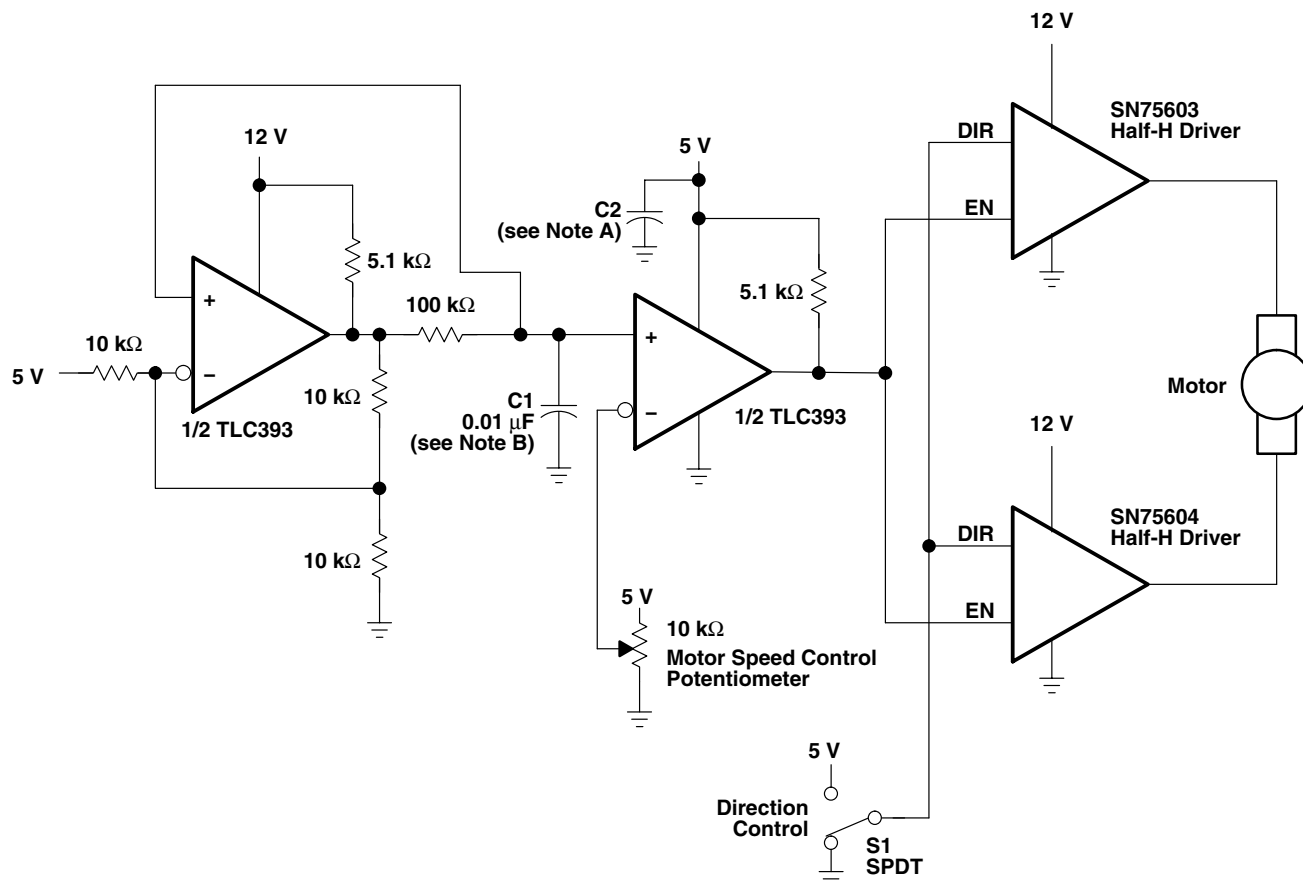 12 V
SN75603
Half-H Driver
DIR
EN
12 V
5 V
C2
(see Note A)
5.1 kΩ
5.1 kΩ
100 kΩ
+
−
+
−
10 kΩ
5 V
10 kΩ
1/2 TLC393
C1
0.01 μF
(see Note B)
1/2 TLC393
Motor
12 V
SN75604
Half-H Driver
DIR
EN
10 kΩ
5 V
10 kΩ
Motor Speed Control
Potentiometer
5 V
Direction
Control
S1
SPDT